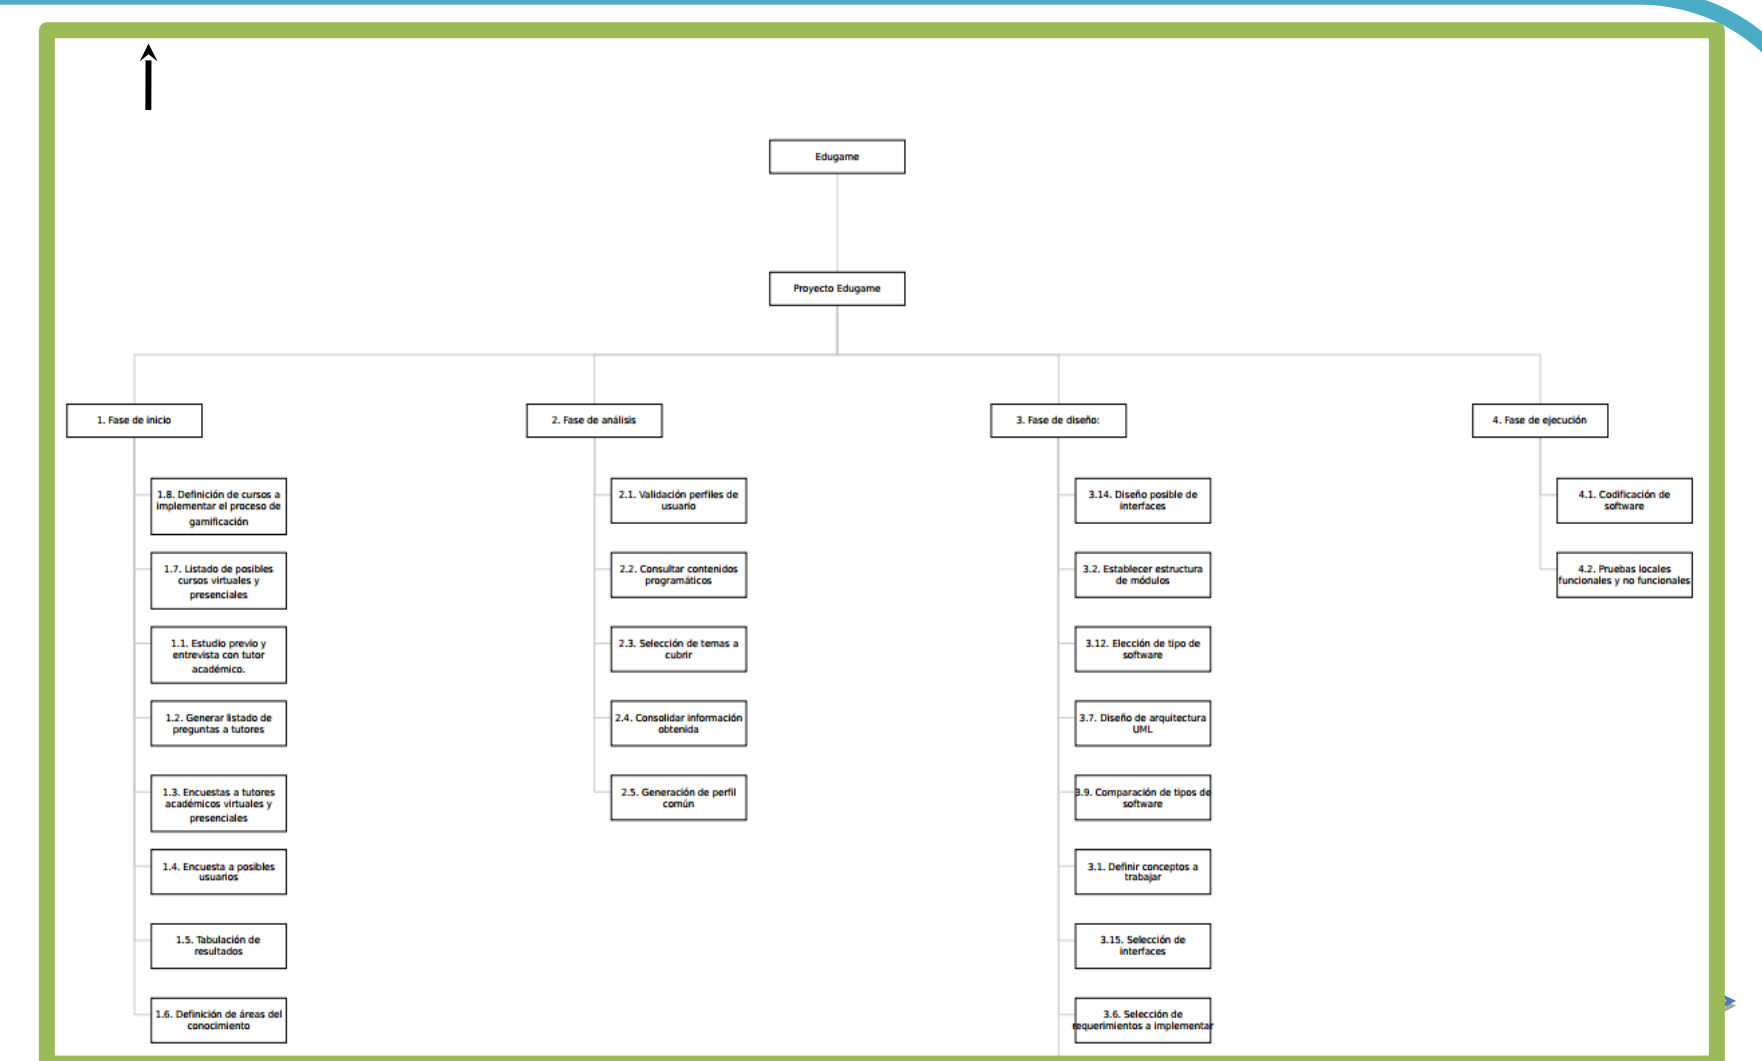 Edugame
Proyecto Edugame
1. Fase de inicio
1.8. Definición de cursos a
implementar el proceso de
gamificación
1.7. Listado de posibles
cursos virtuales y
presenciales
1.1. Estudio previo y
entrevista con tutor
académico.
1.2. Generar listado de
preguntas a tutores
1.3. Encuestas a tutores
académicos virtuales y
presenciales
1.4. Encuesta a posibles
usuarios
1.5. Tabulación de
resultados
1.6. Definición de áreas del
conocimiento
2. Fase de análisis
2.1. Validación perfiles de
usuario
2.2. Consultar contenidos
programáticos
2.3. Selección de temas a
cubrir
2.4. Consolidar información
obtenida
2.5. Generación de perfil
común
3. Fase de diseño:
3.14. Diseño posible de
interfaces
3.2. Establecer estructura
de módulos
3.12. Elección de tipo de
software
3.7. Diseño de arquitectura
UML
3.9. Comparación de tipos de
software
3.1. Definir conceptos a
trabajar
3.15. Selección de
interfaces
3.6. Selección de
requerimientos a implementar
4. Fase de ejecución
4.1. Codificación de
software
4.2. Pruebas locales
funcionales y no funcionales